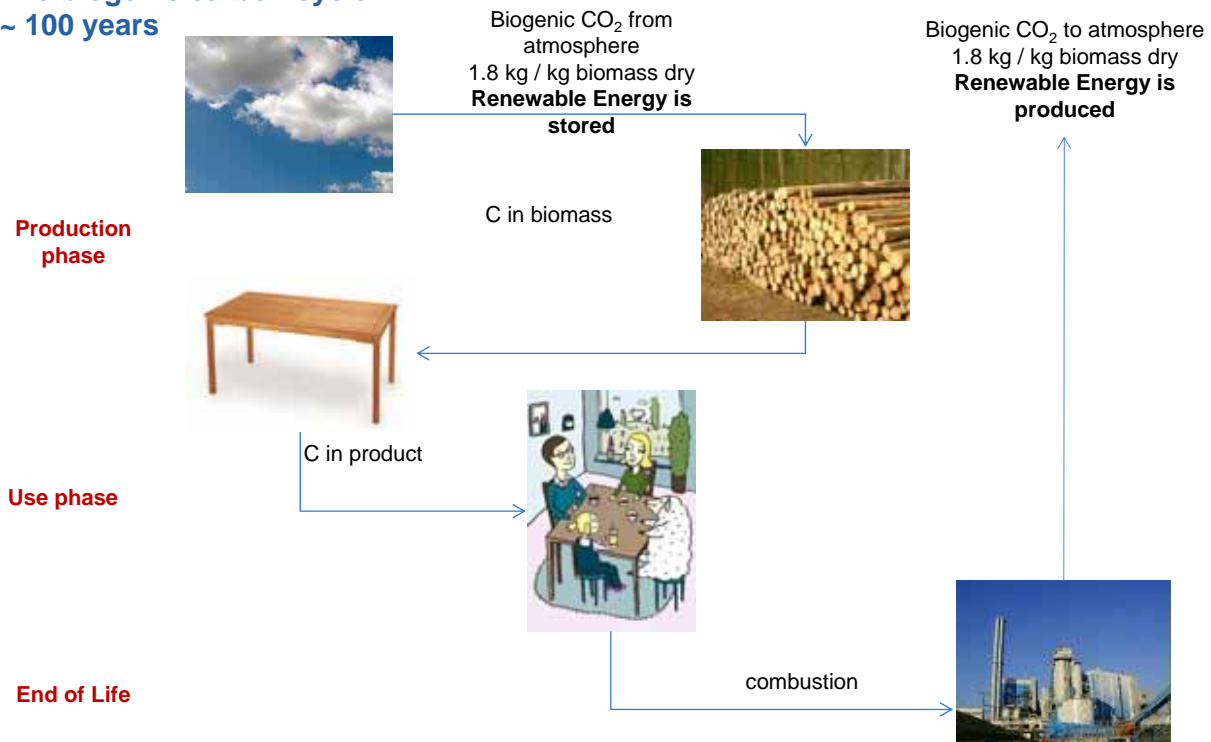 ~ 100 years
Biogenic CO₂ from
atmosphere
1.8 kg / kg biomass dry
Renewable Energy is
stored
Biogenic CO₂ to atmosphere
1.8 kg / kg biomass dry
Renewable Energy is
produced
C in biomass
Production
phase
C in product
Use phase
combustion
End of Life